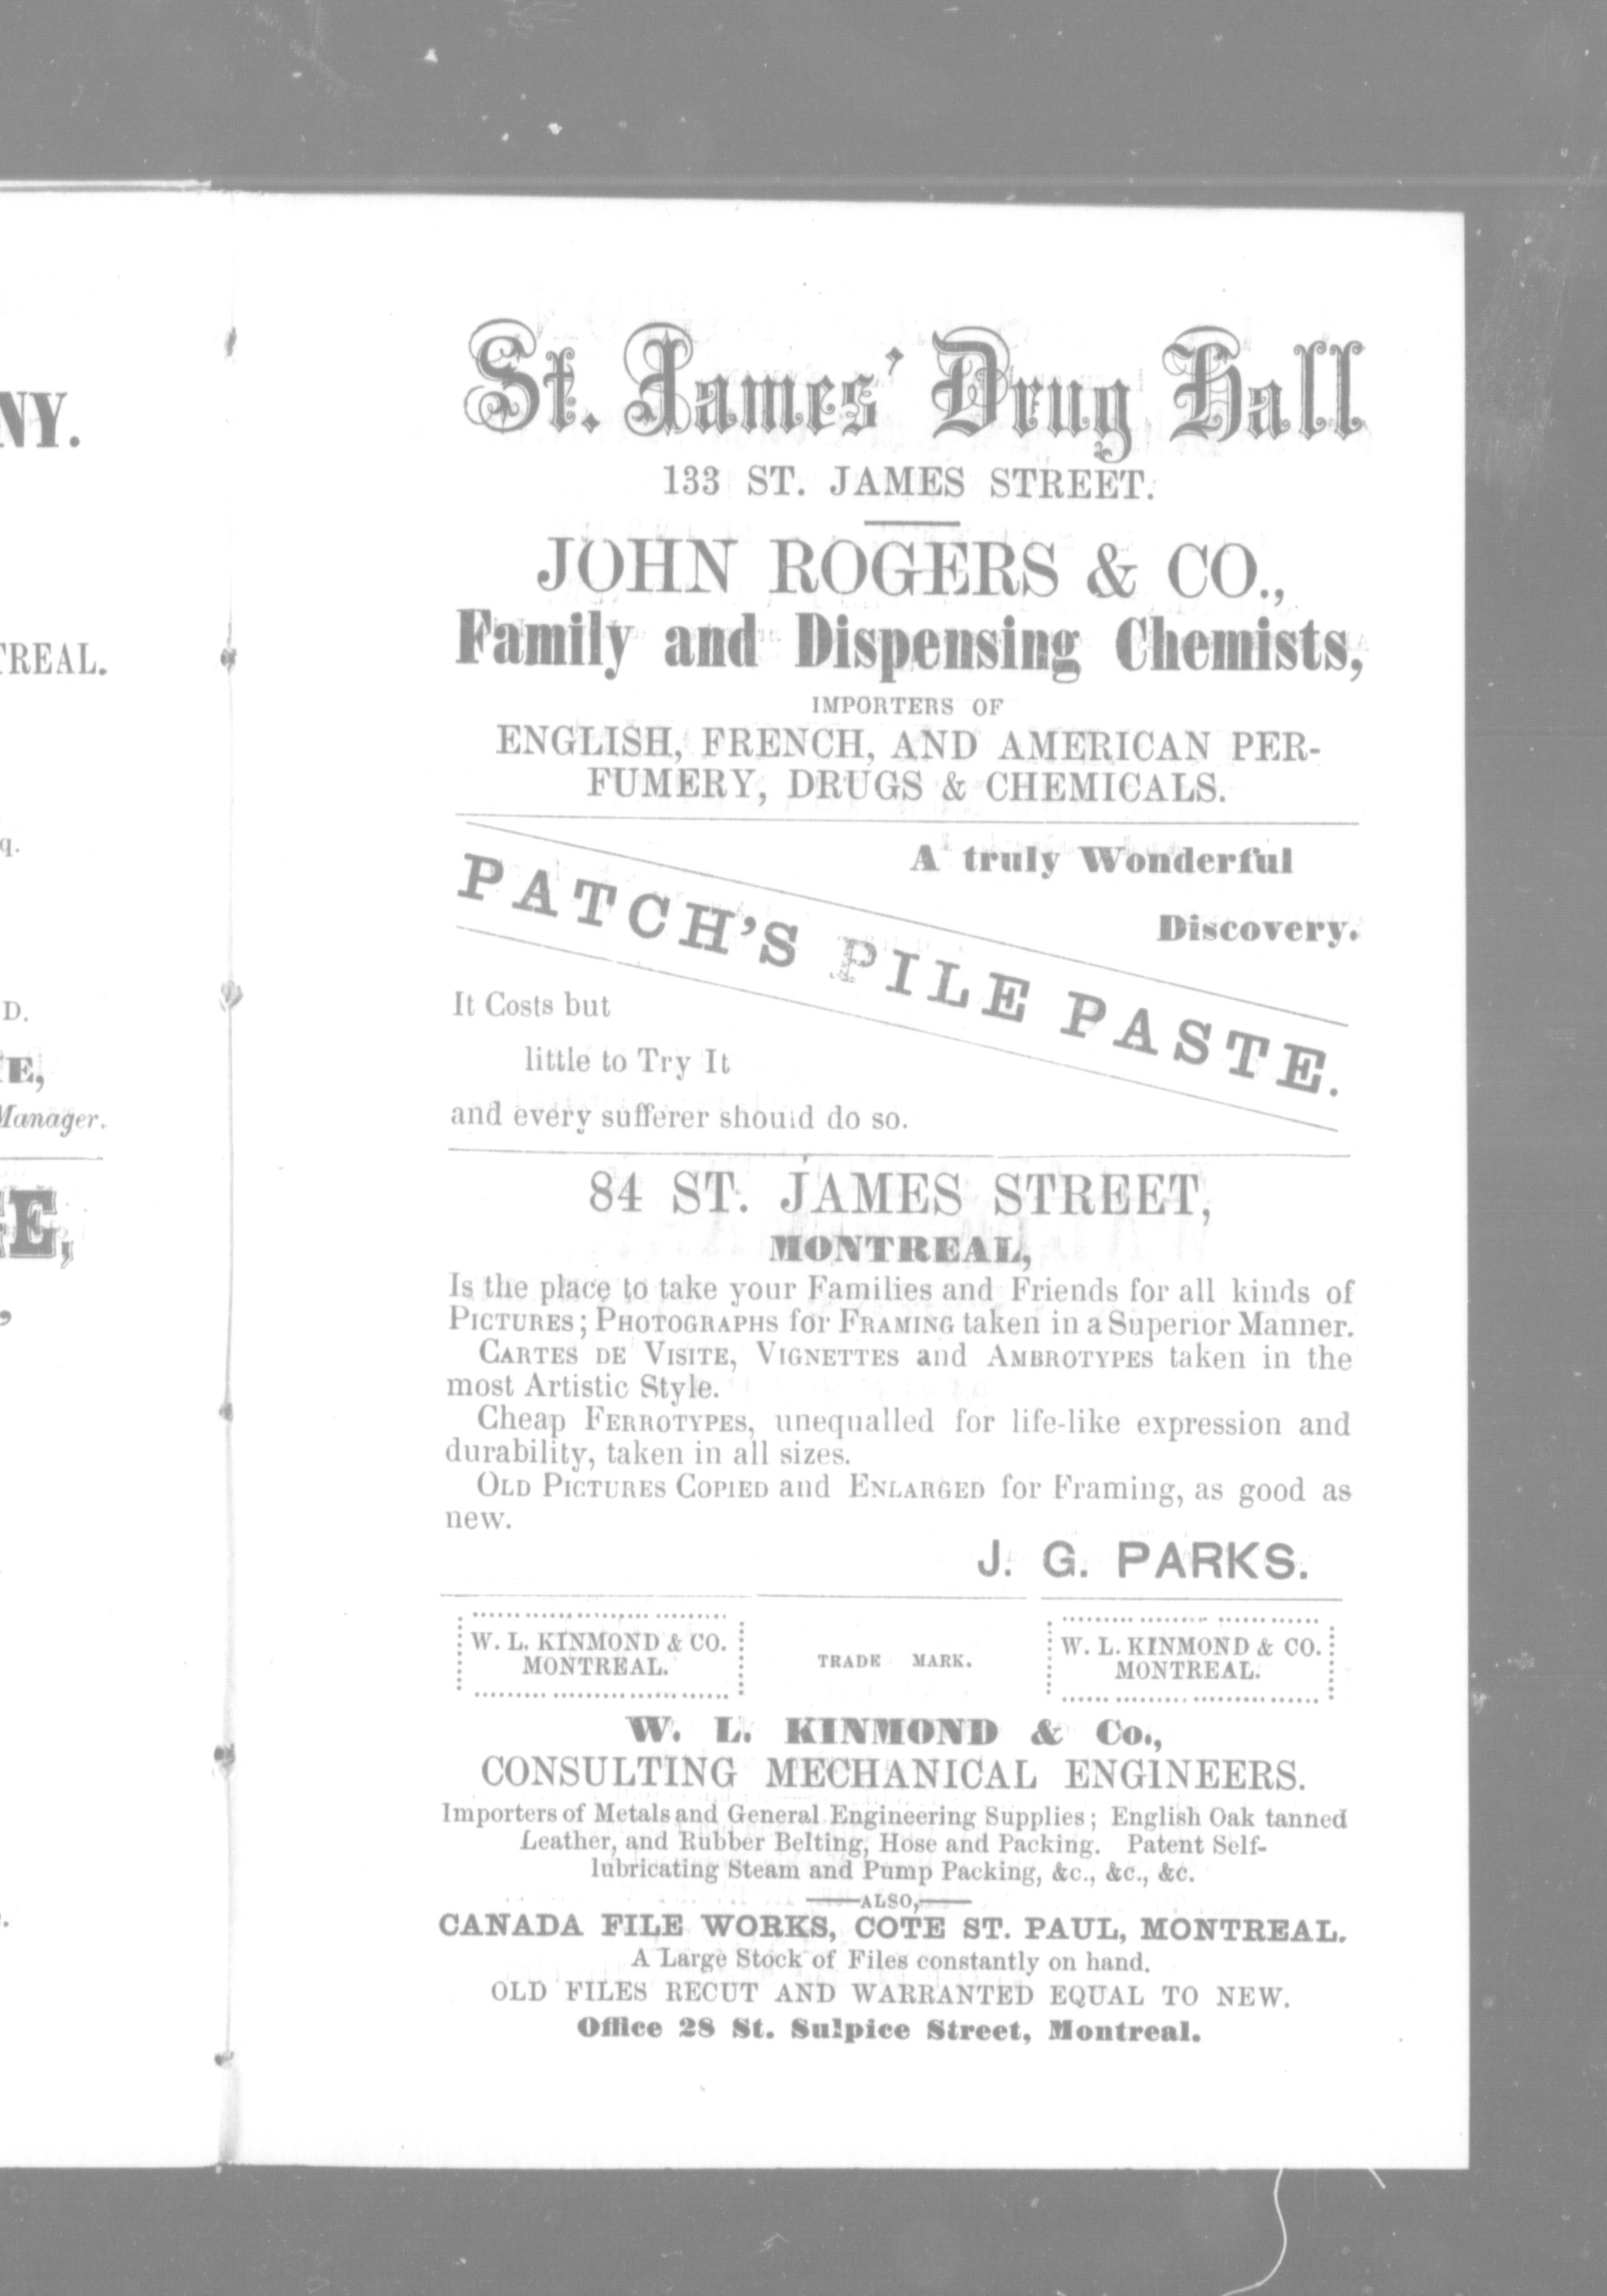 NY.
TREAL.
q.
D.
E,
Manager.
E,
St. James' Drug Hall
133 ST. JAMES STREET.
JOHN ROGERS & CO.,
Family and Dispensing Chemists,
IMPORTERS OF
ENGLISH, FRENCH, AND AMERICAN PER-
FUMERY, DRUGS & CHEMICALS.
A truly Wonderful
Discovery.
PATCH'S PILE PASTE.
It Costs but
little to Try It
and every sufferer should do so.
84 ST. JAMES STREET,
MONTREAL,
Is the place to take your Families and Friends for all kinds of
PICTURES; PHOTOGRAPHS for FRAMING taken in a Superior Manner.
CARTES DE VISITE, VIGNETTES and AMBROTYPES taken in the
most Artistic Style.
Cheap FERROTYPES, unequalled for life-like expression and
durability, taken in all sizes.
OLD PICTURES COPIED and ENLARGED for Framing, as good as
new.
J. G. PARKS.
W. L. KINMOND & CO.
MONTREAL.
TRADE MARK.
W. L. KINMOND & CO.
MONTREAL.
W. L. KINMOND & Co.,
CONSULTING MECHANICAL ENGINEERS.
Importers of Metals and General Engineering Supplies; English Oak tanned
Leather, and Rubber Belting, Hose and Packing. Patent Self-
lubricating Steam and Pump Packing, &c., &c., &c.
ALSO,
CANADA FILE WORKS, COTE ST. PAUL, MONTREAL.
A Large Stock of Files constantly on hand.
OLD FILES RECUT AND WARRANTED EQUAL TO NEW.
Office 28 St. Sulpice Street, Montreal.